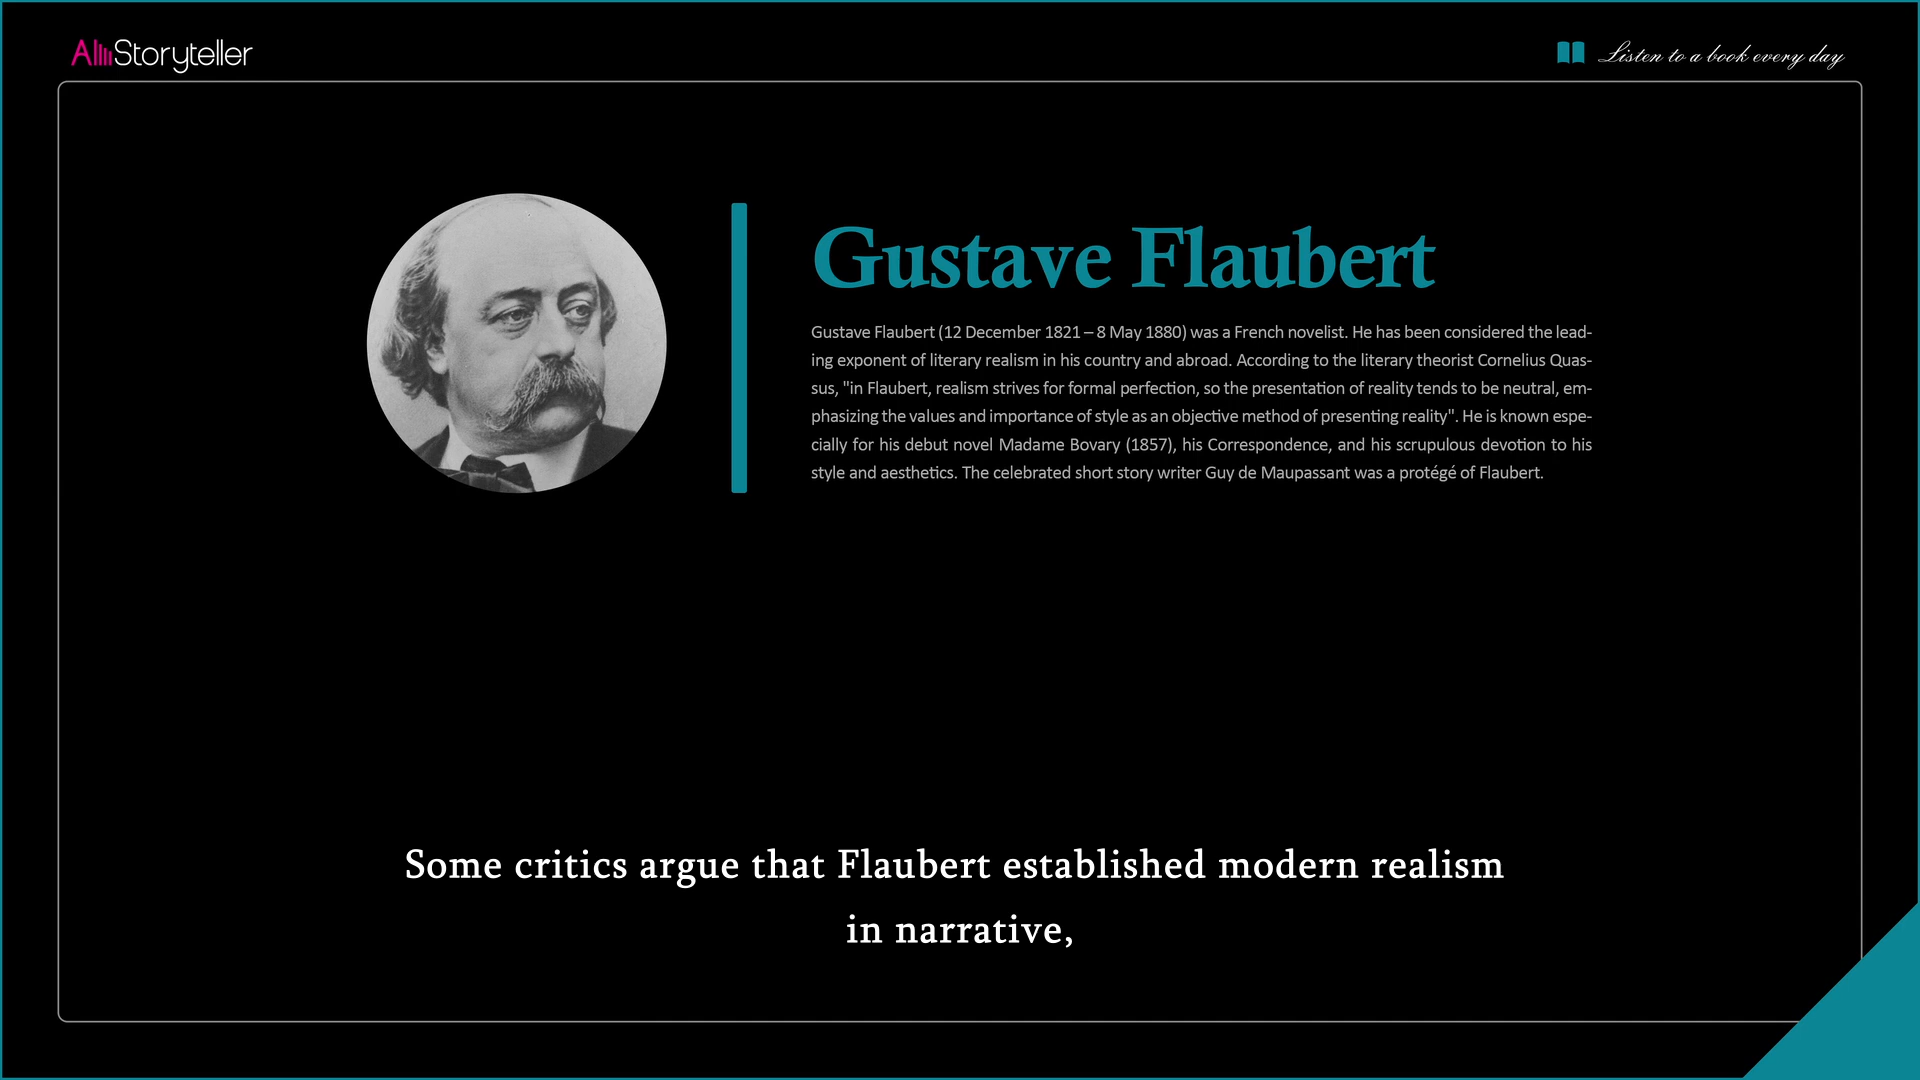 AIStoryteller
Listen to a book every day
Gustave Flaubert
Gustave Flaubert (12 December 1821 – 8 May 1880) was a French novelist. He has been considered the lead-
ing exponent of literary realism in his country and abroad. According to the literary theorist Cornelius Quas-
sus, "in Flaubert, realism strives for formal perfection, so the presentation of reality tends to be neutral, em-
phasizing the values and importance of style as an objective method of presenting reality". He is known espe-
cially for his debut novel Madame Bovary (1857), his Correspondence, and his scrupulous devotion to his
style and aesthetics. The celebrated short story writer Guy de Maupassant was a protégé of Flaubert.
Some critics argue that Flaubert established modern realism
in narrative,